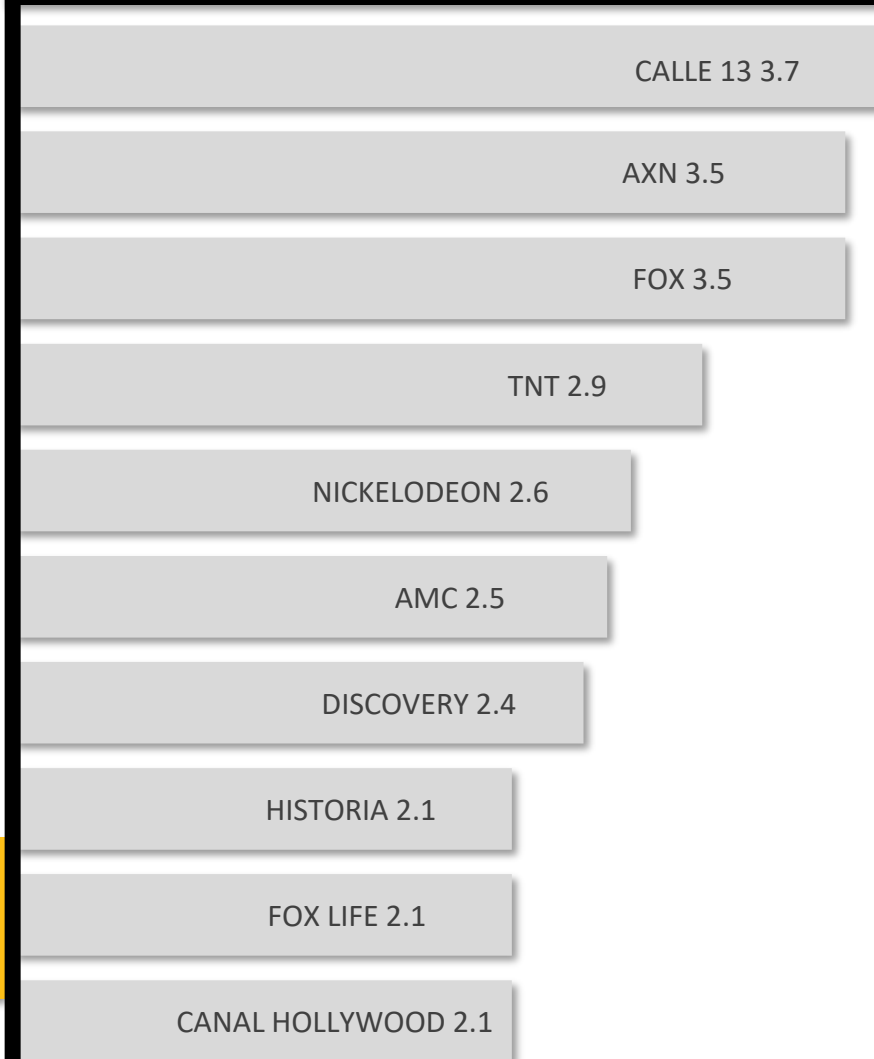 CALLE 13 3.7
AXN 3.5
FOX 3.5
TNT 2.9
NICKELODEON 2.6
AMC 2.5
DISCOVERY 2.4
HISTORIA 2.1
FOX LIFE 2.1
CANAL HOLLYWOOD 2.1